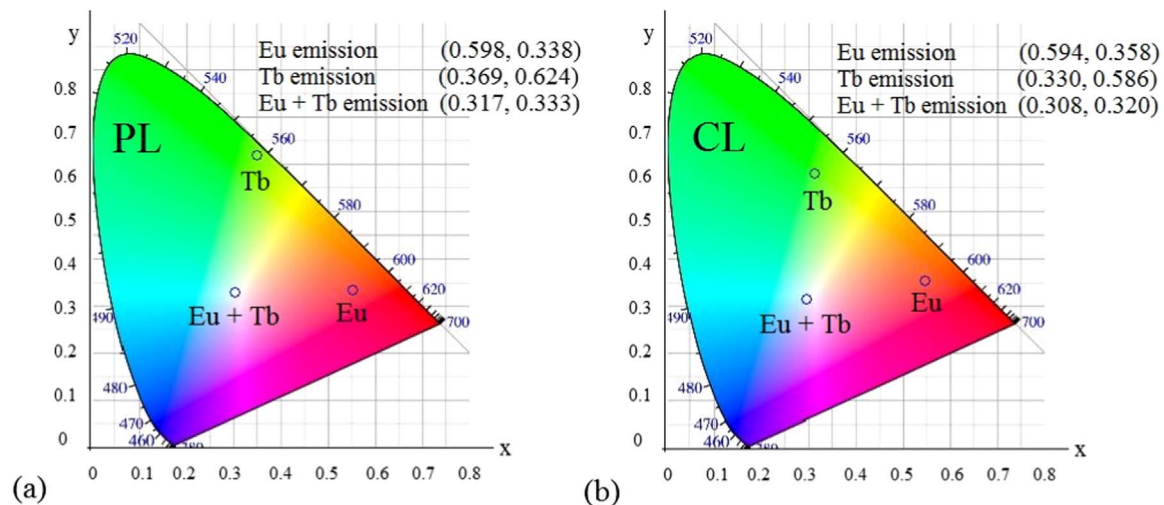 y
520
Eu emission (0.598, 0.338)
Tb emission (0.369, 0.624)
Eu + Tb emission (0.317, 0.333)
540
0.8
0.7
PL
560
0.6
Tb
0.5
580
0.4
600
620
0.3
490
Eu + Tb
Eu
700
0.2
480
0.1
470
460
380
0
x
0 0.1 0.2 0.3 0.4 0.5 0.6 0.7 0.8
(a)
y
520
Eu emission (0.594, 0.358)
Tb emission (0.330, 0.586)
Eu + Tb emission (0.308, 0.320)
540
0.8
0.7
CL
560
0.6
Tb
0.5
580
0.4
600
620
0.3
490
Eu + Tb
Eu
700
0.2
480
0.1
470
460
380
0
x
0 0.1 0.2 0.3 0.4 0.5 0.6 0.7 0.8
(b)